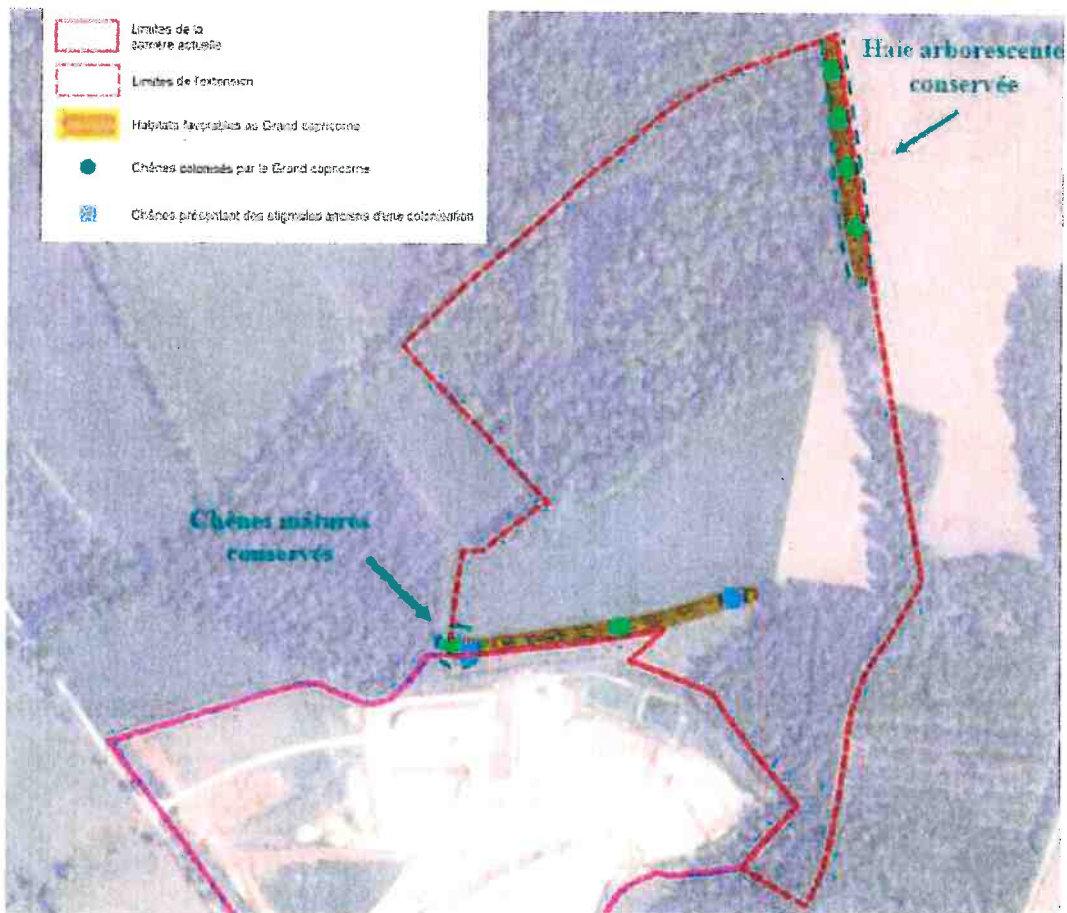 Limites de la
carrière actuelle
Limites de l'extension
Habitats favorables au Grand capricorne
Chênes colonisés par le Grand capricorne
Chênes présentant des stigmates anciens d'une colonisation
Haie arborescente
conservée
Chênes mâtures
conservés